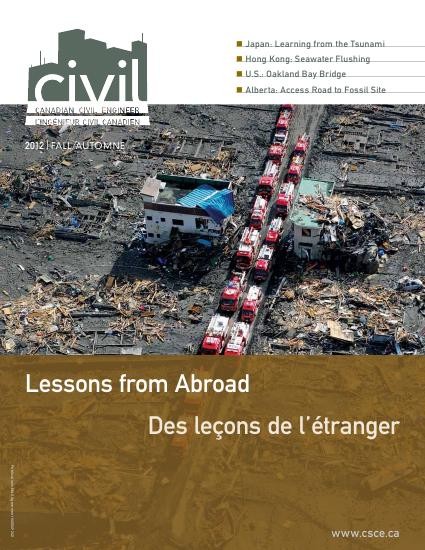 Japan: Learning from the Tsunami
Hong Kong: Seawater Flushing
U.S.: Oakland Bay Bridge
Alberta: Access Road to Fossil Site
civil
CANADIAN CIVIL ENGINEER
L'INGÉNIEUR CIVIL CANADIEN
2012 | FALL/AUTOMNE
Lessons from Abroad
Des leçons de l'étranger
www.csce.ca